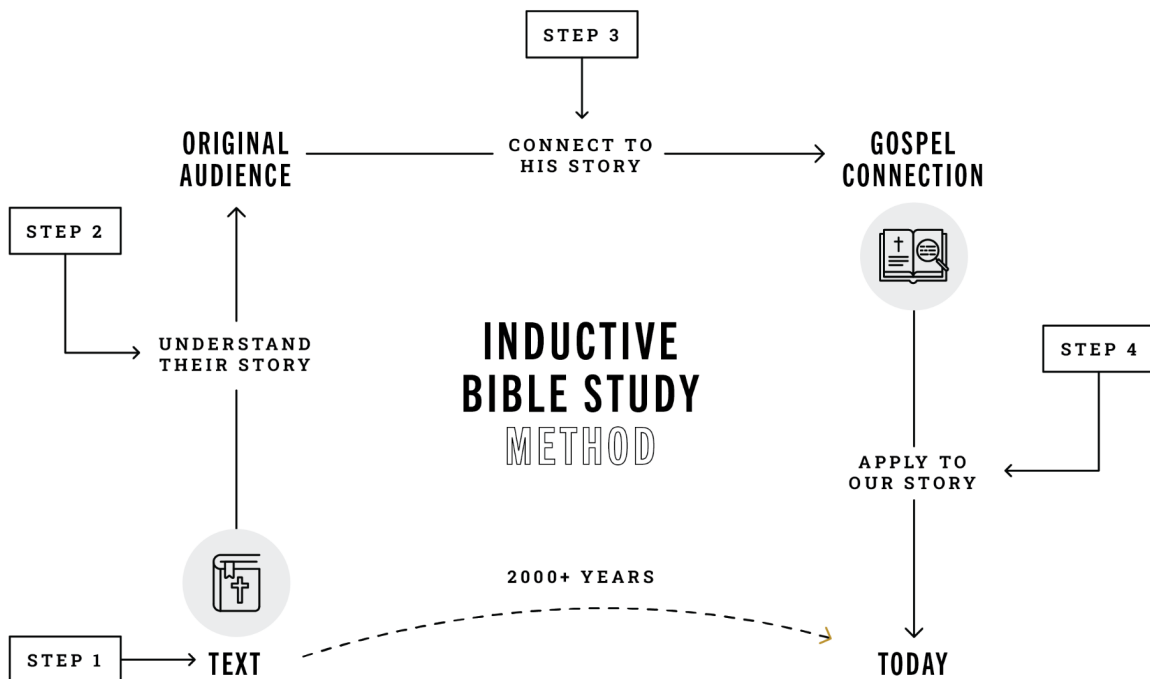 STEP 3
ORIGINAL
AUDIENCE
CONNECT TO
HIS STORY
GOSPEL
CONNECTION
STEP 2
UNDERSTAND
THEIR STORY
INDUCTIVE
BIBLE STUDY
METHOD
STEP 4
APPLY TO
OUR STORY
2000+ YEARS
STEP 1
TEXT
TODAY